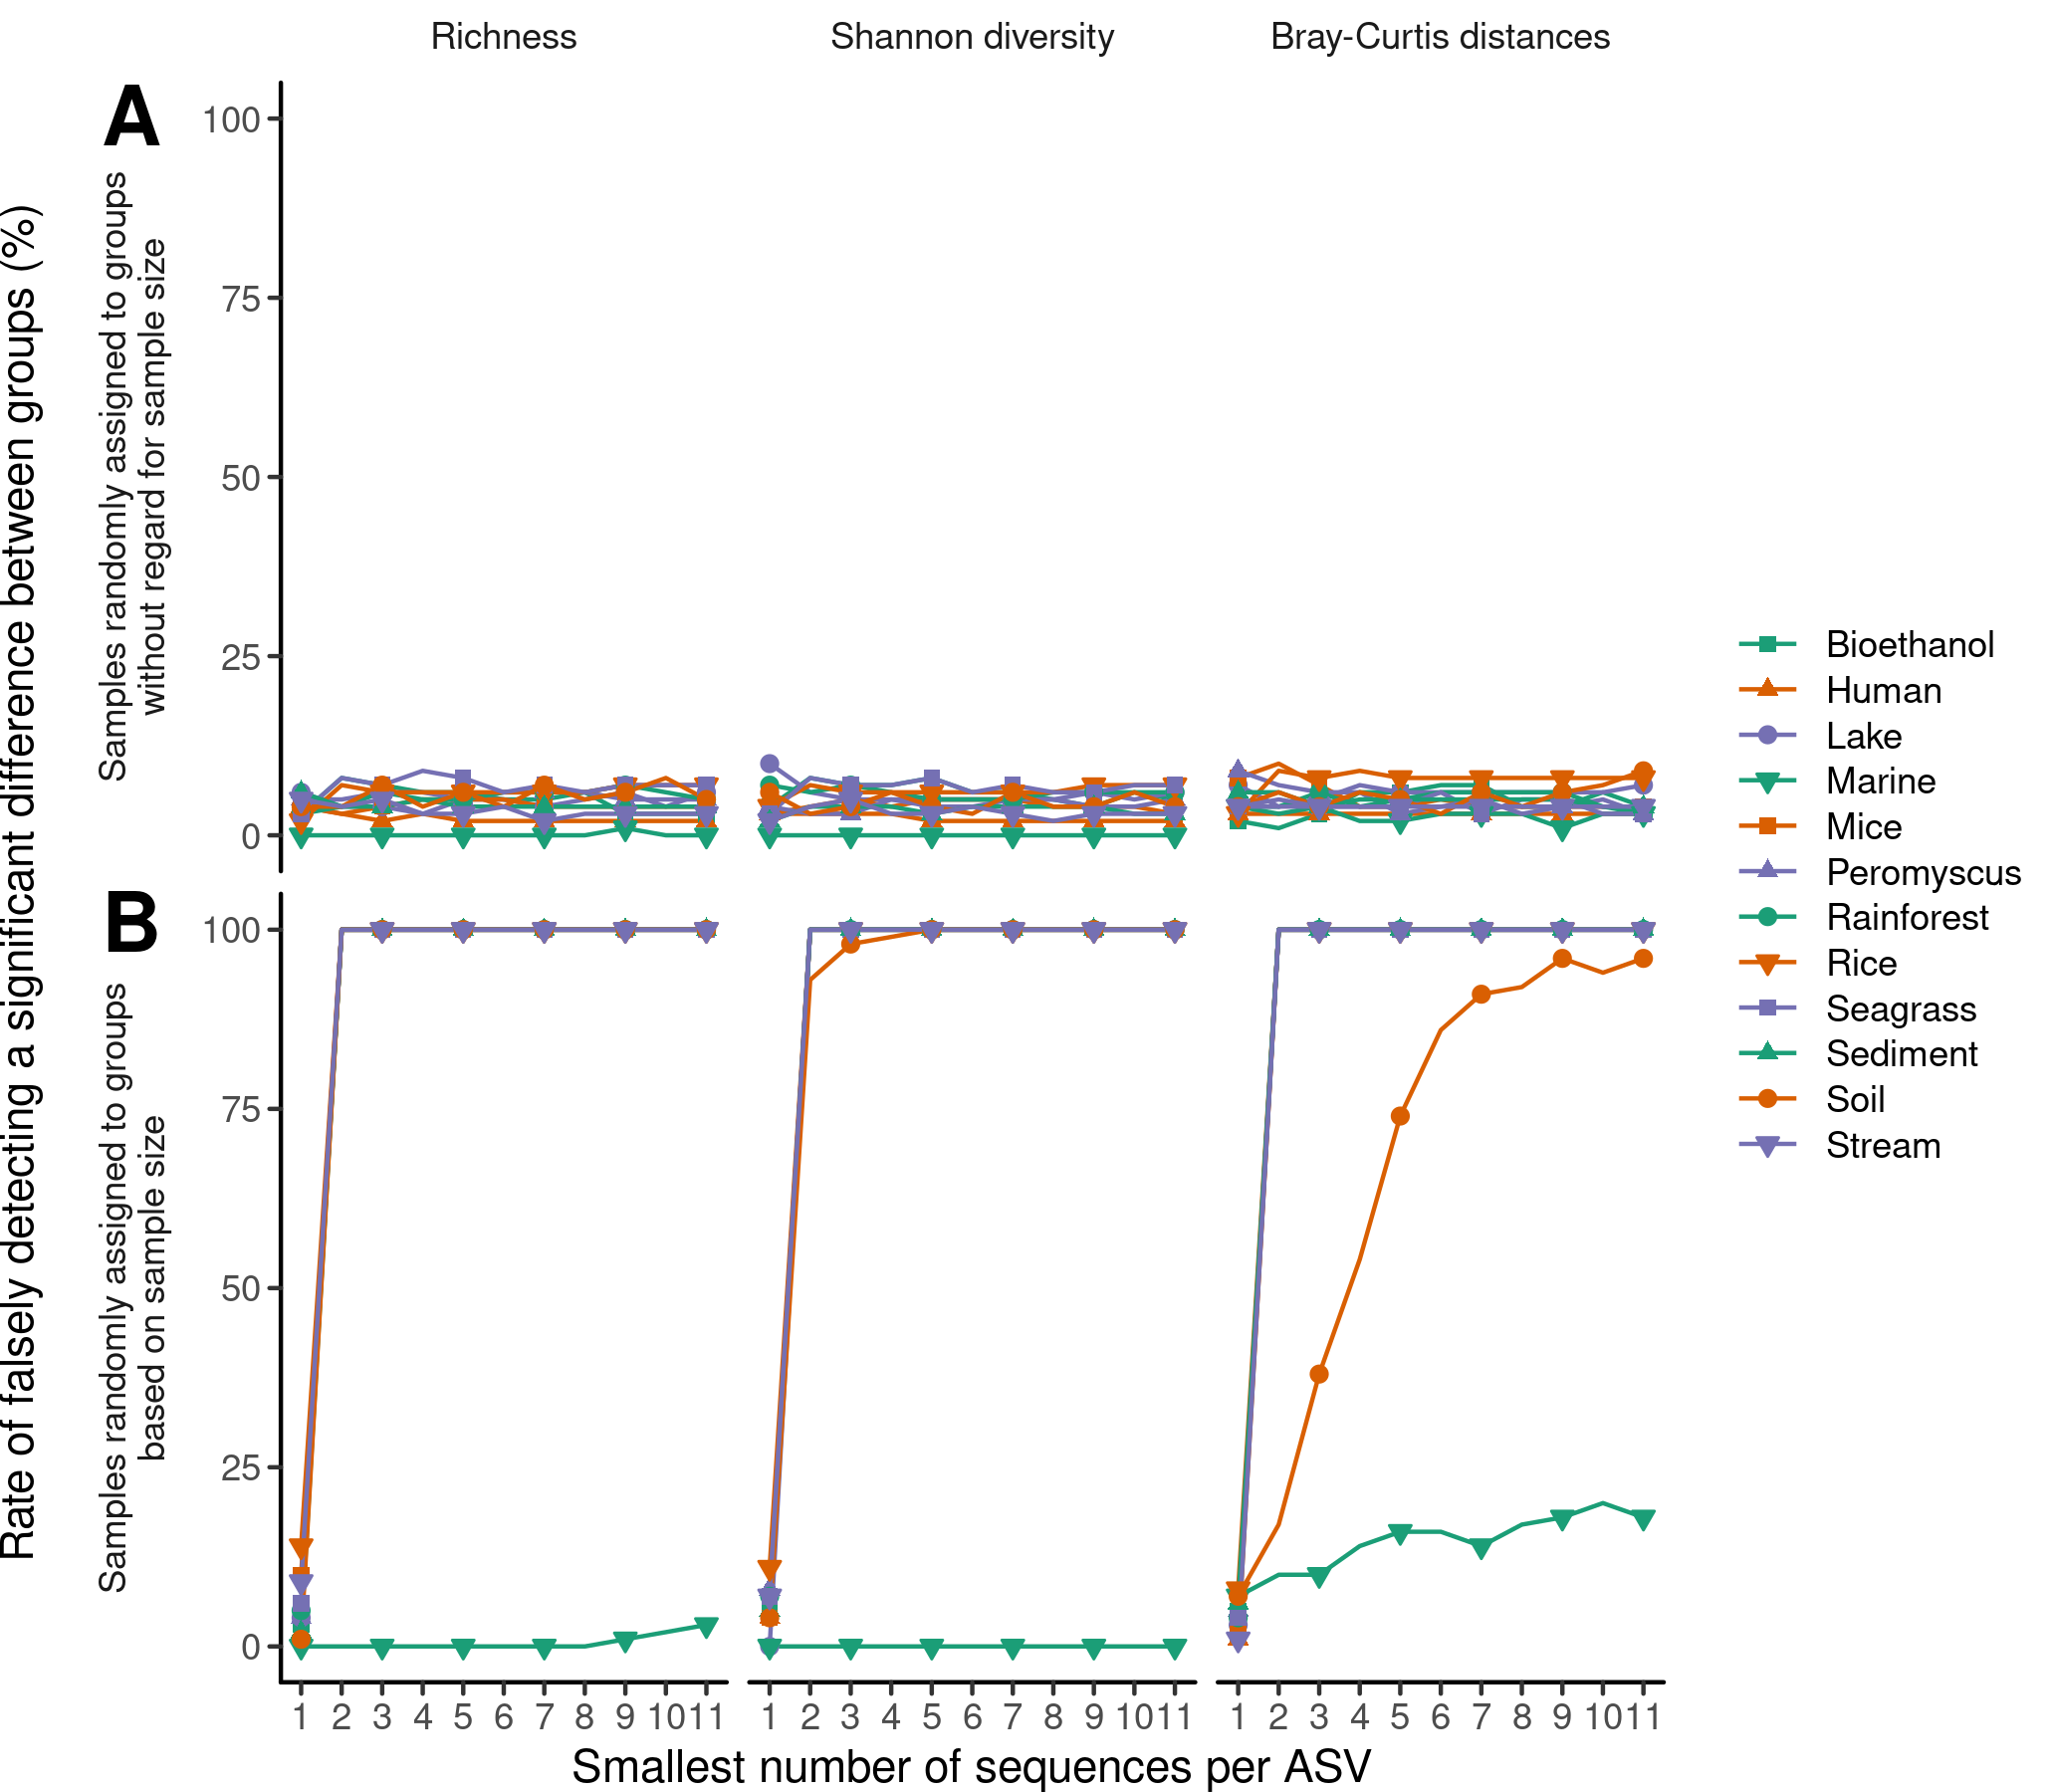 Richness
Shannon diversity
Bray-Curtis distances
Rate of falsely detecting a significant difference between groups (%)
A
Samples randomly assigned to groups
without regard for sample size
100
75
50
25
0
B
Samples randomly assigned to groups
based on sample size
100
75
50
25
0
1 2 3 4 5 6 7 8 9 10 11
1 2 3 4 5 6 7 8 9 10 11
1 2 3 4 5 6 7 8 9 10 11
Smallest number of sequences per ASV
Bioethanol
Human
Lake
Marine
Mice
Peromyscus
Rainforest
Rice
Seagrass
Sediment
Soil
Stream